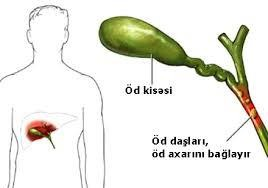 Öd kisəsi
Öd daşları,
öd axarını bağlayır